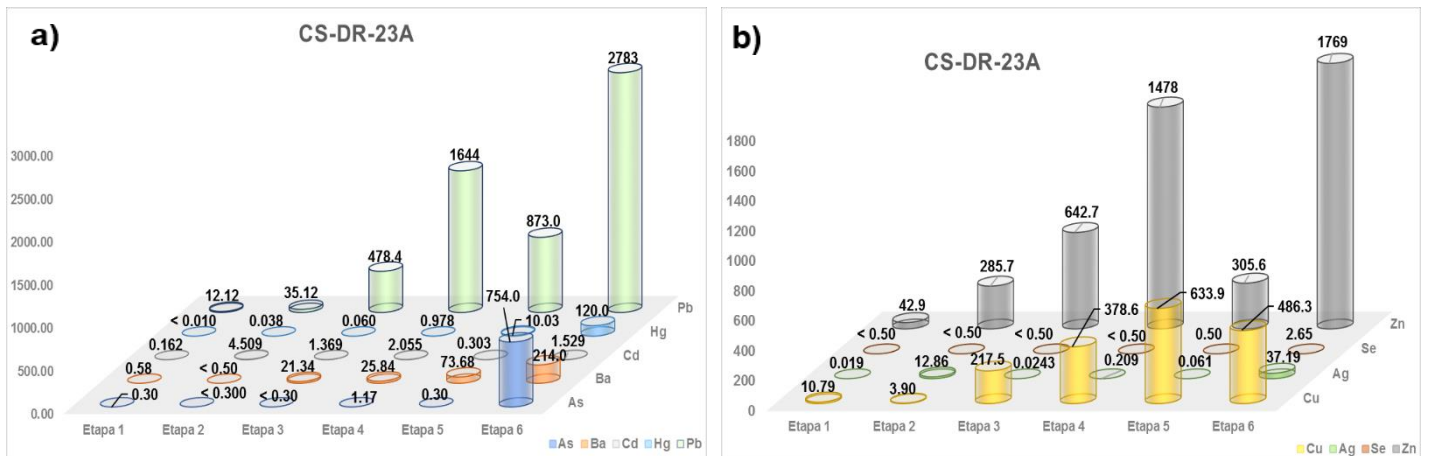 a)
CS-DR-23A
3000.00
2500.00
2000.00
1500.00
1000.00
500.00
0.00
12.12 35.12 478.4 1644 873.0 2783
< 0.010 0.038 0.060 0.978 10.03 120.0
0.162 4.509 1.369 2.055 0.303 1.529
0.58 < 0.50 21.34 25.84 73.68 214.0
0.30 < 0.300 < 0.30 1.17 0.30 754.0
Pb
Hg
Cd
Ba
As
Etapa 1 Etapa 2 Etapa 3 Etapa 4 Etapa 5 Etapa 6
As Ba Cd Hg Pb
b)
CS-DR-23A
1800
1600
1400
1200
1000
800
600
400
200
0
42.9 285.7 642.7 1478 305.6 1769
< 0.50 < 0.50 < 0.50 < 0.50 0.50 2.65
0.019 12.86 0.0243 0.209 0.061 37.19
10.79 3.90 217.5 378.6 633.9 486.3
Zn
Se
Ag
Cu
Etapa 1 Etapa 2 Etapa 3 Etapa 4 Etapa 5 Etapa 6
Cu Ag Se Zn